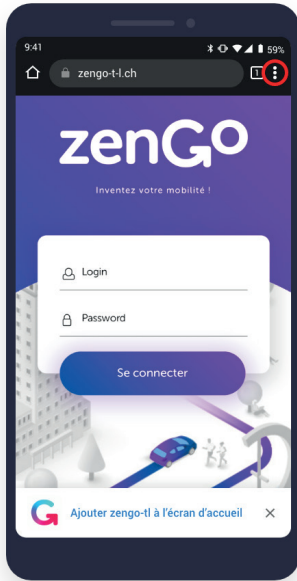 9:41
59%
zengo-t-l.ch
1
zenGo
Inventez votre mobilité !
Login
Password
Se connecter
Ajouter zengo-tl à l'écran d'accueil